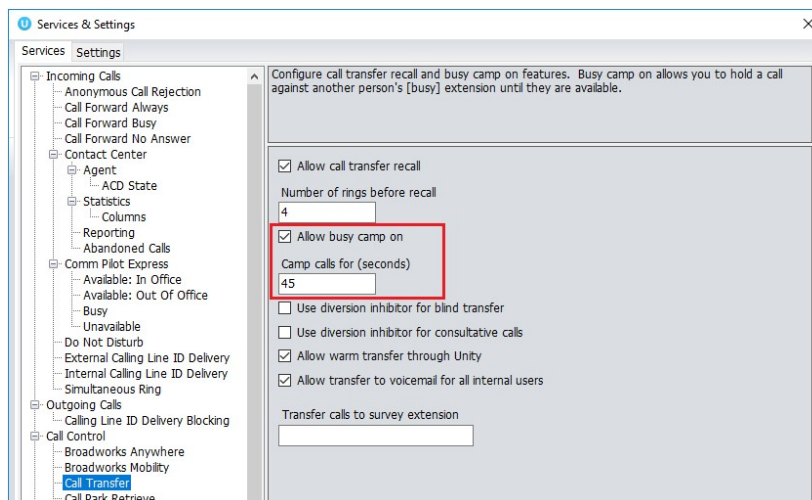 Services & Settings
Services Settings
Incoming Calls
Anonymous Call Rejection
Call Forward Always
Call Forward Busy
Call Forward No Answer
Contact Center
Agent
ACD State
Statistics
Columns
Reporting
Abandoned Calls
Comm Pilot Express
Available: In Office
Available: Out Of Office
Busy
Unavailable
Do Not Disturb
External Calling Line ID Delivery
Internal Calling Line ID Delivery
Simultaneous Ring
Outgoing Calls
Calling Line ID Delivery Blocking
Call Control
Broadworks Anywhere
Broadworks Mobility
Call Transfer
Call Park Retrieve
Configure call transfer recall and busy camp on features. Busy camp on allows you to hold a call
against another person's [busy] extension until they are available.
Allow call transfer recall
Number of rings before recall
4
Allow busy camp on
Camp calls for (seconds)
45
Use diversion inhibitor for blind transfer
Use diversion inhibitor for consultative calls
Allow warm transfer through Unity
Allow transfer to voicemail for all internal users
Transfer calls to survey extension